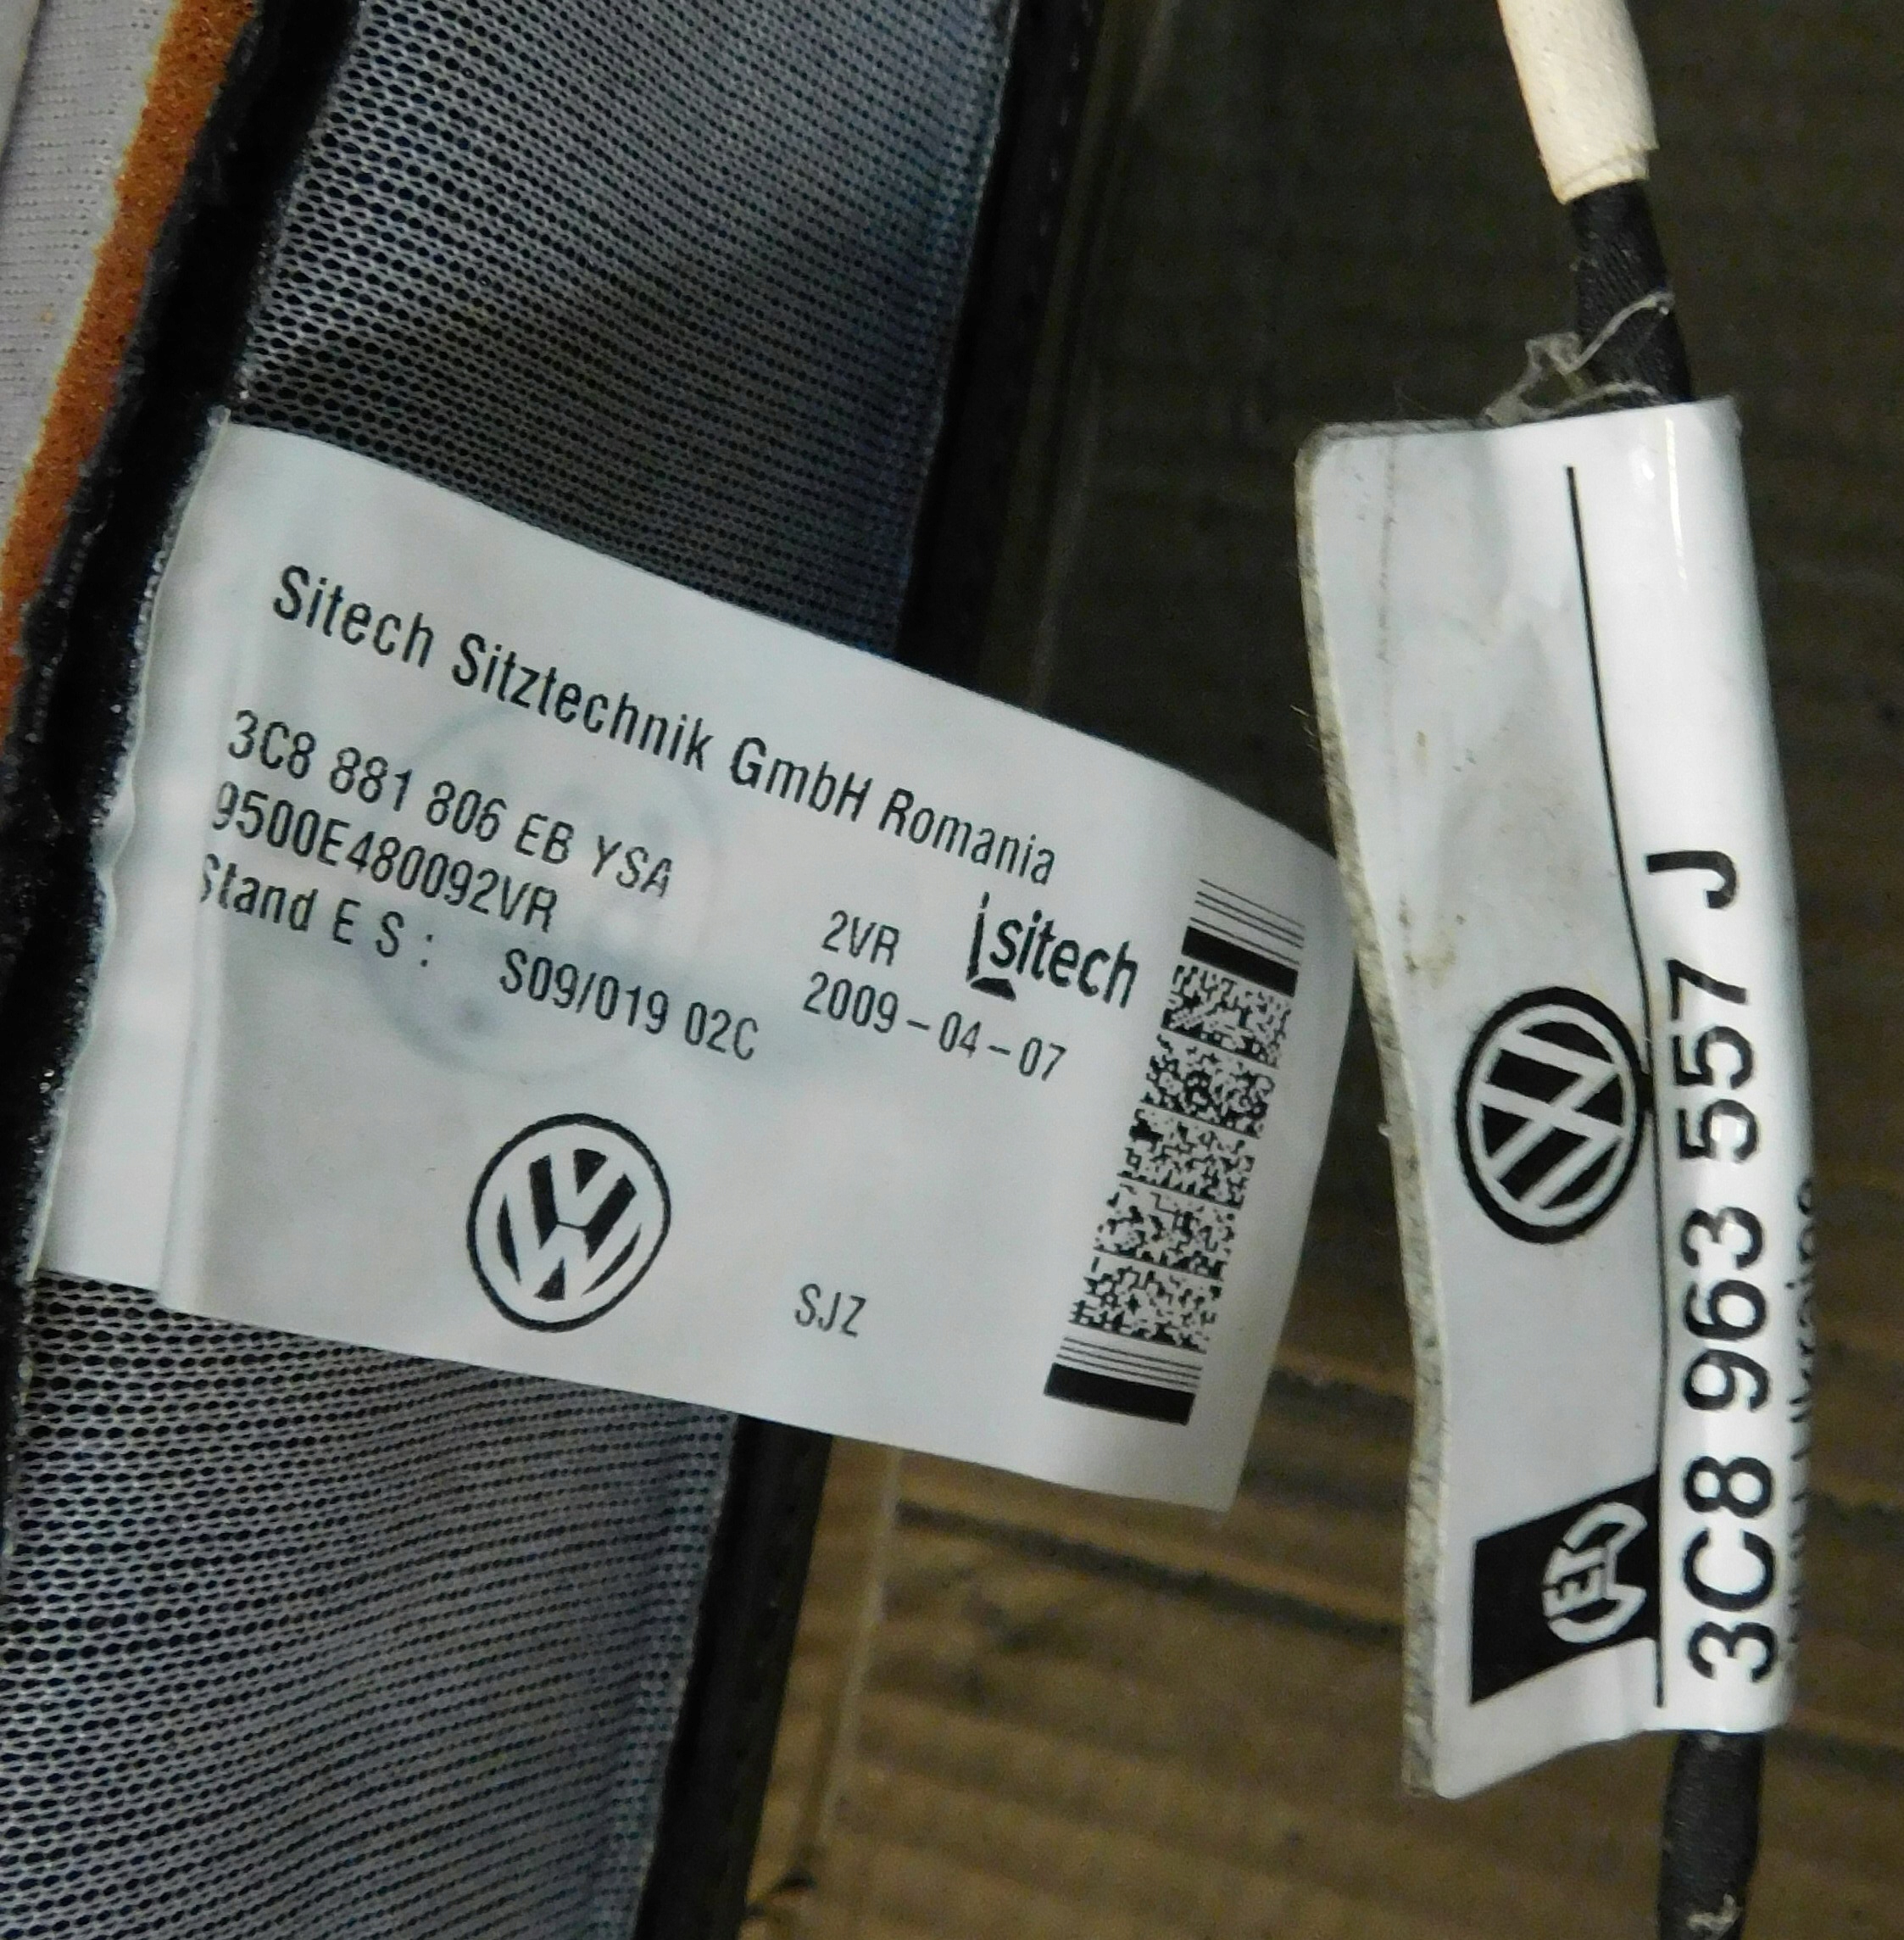 Sitech Sitztechnik GmbH Romania
3C8 881 806 EB YSA
9500E480092VR
Stand E S : S09/019 02C
2VR
2009-04-07
sitech
SJZ
3C8 963 557 J